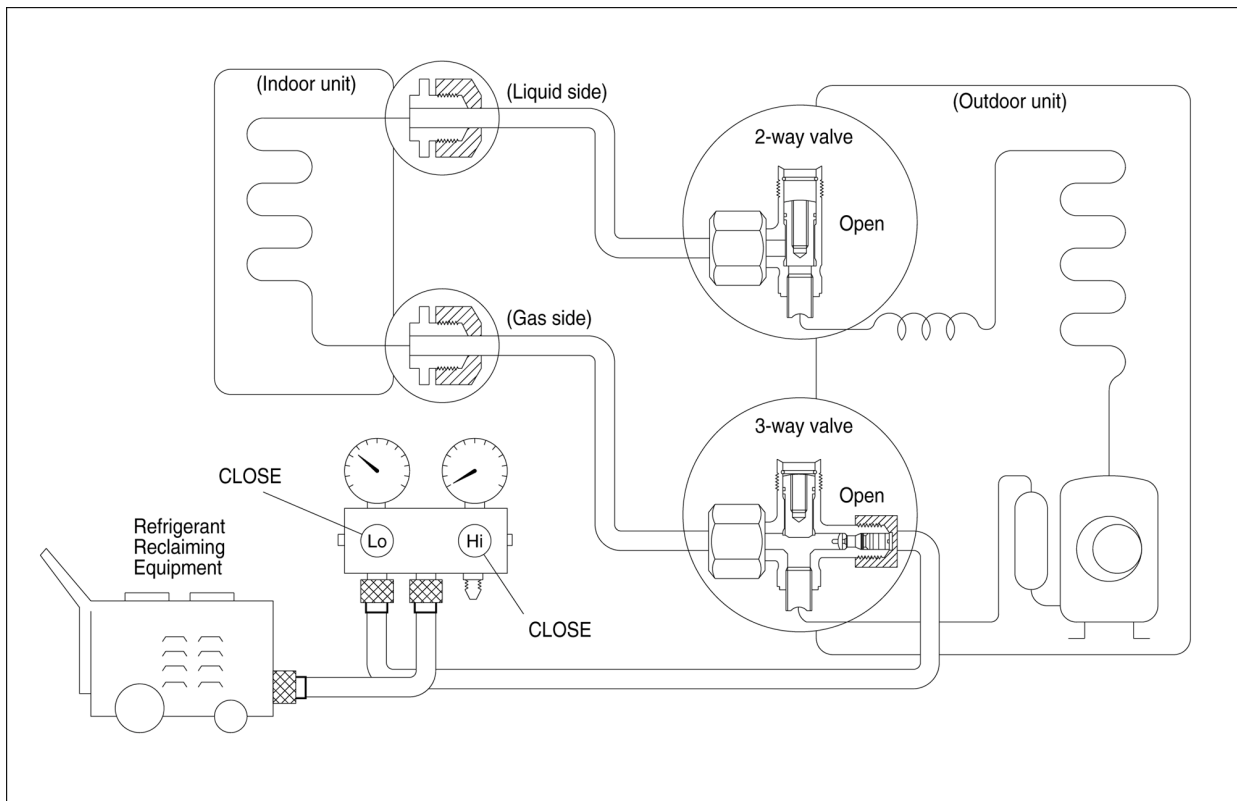 (Indoor unit)
(Liquid side)
(Outdoor unit)
2-way valve
Open
(Gas side)
3-way valve
Open
CLOSE
Refrigerant
Reclaiming
Equipment
Lo
Hi
CLOSE